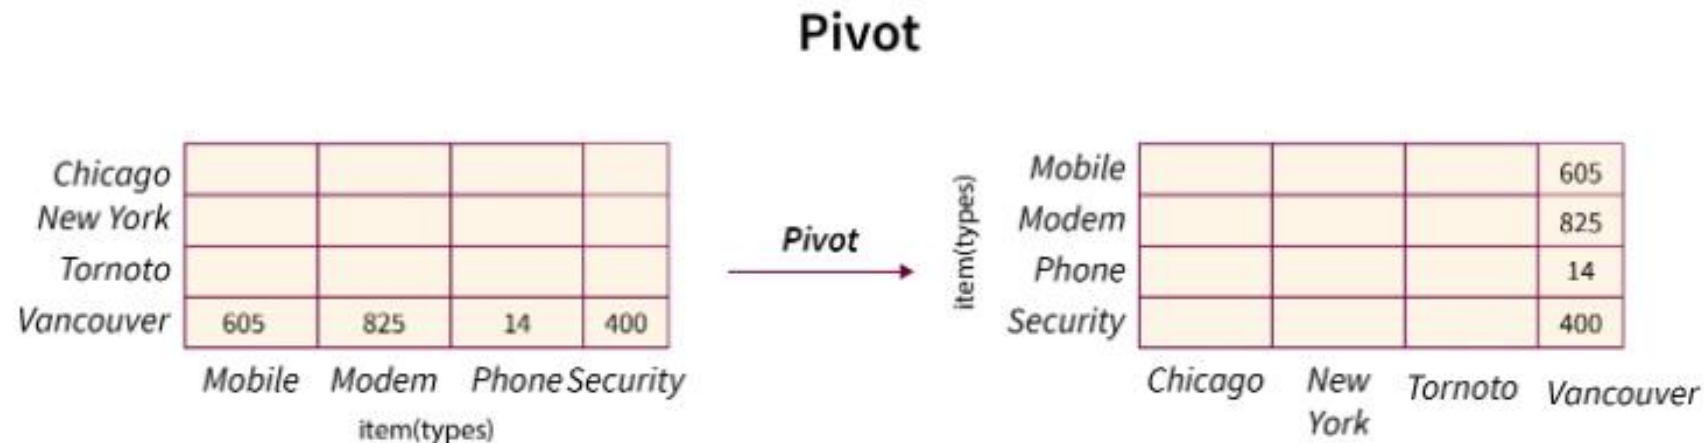 Pivot
Chicago
New York
Tornoto
Vancouver 605 825 14 400
Mobile Modem Phone Security
item(types)
Pivot
item(types)
Mobile 605
Modem 825
Phone 14
Security 400
Chicago New Tornoto Vancouver
York